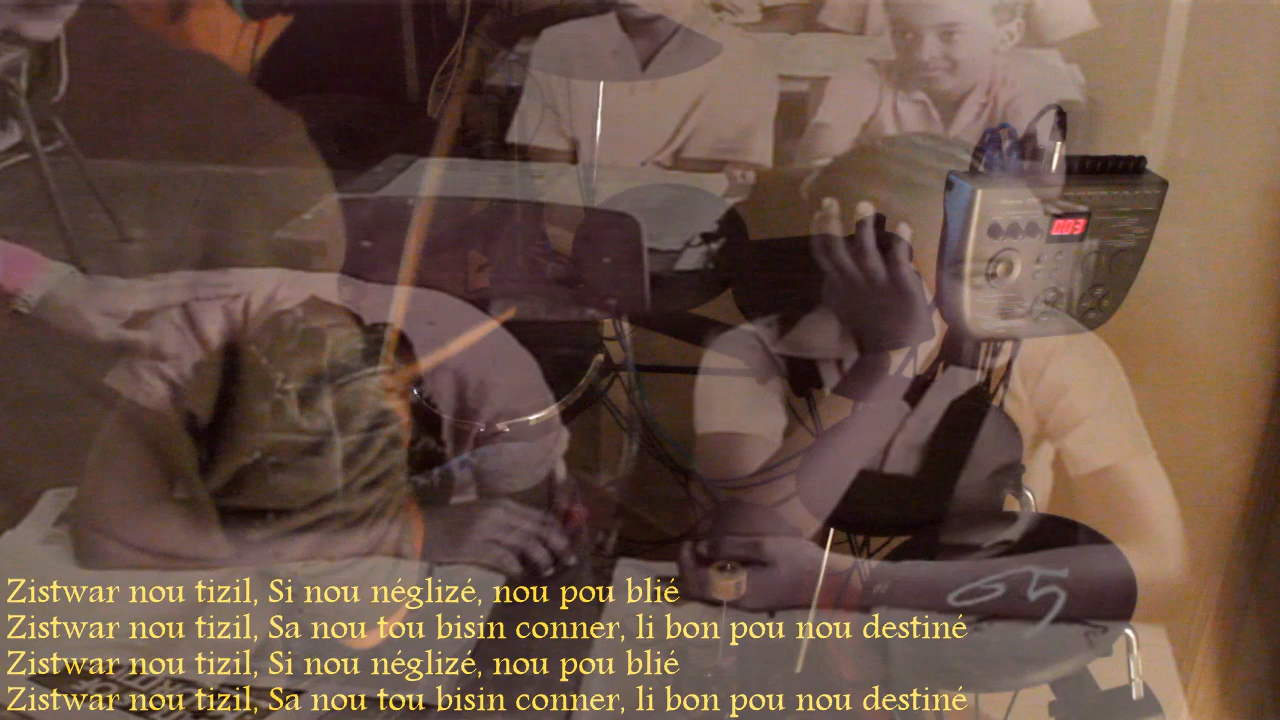 003
65
Zistwar nou tizil, Si nou néglizé, nou pou blié
Zistwar nou tizil, Sa nou tou bisin conner, li bon pou nou destiné
Zistwar nou tizil, Si nou néglizé, nou pou blié
Zistwar nou tizil, Sa nou tou bisin conner, li bon pou nou destiné